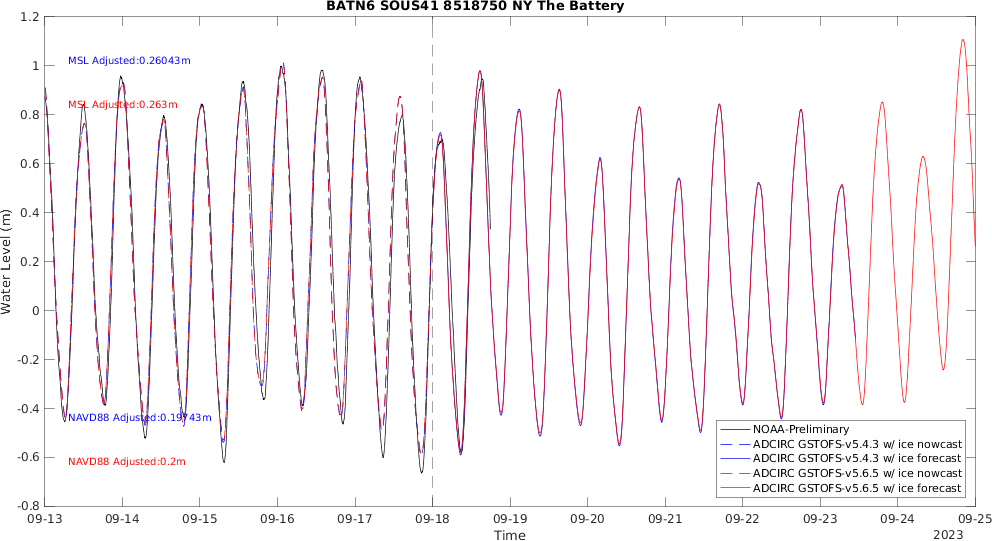 BATN6 SOUS41 8518750 NY The Battery
1.2
1
0.8
0.6
0.4
0.2
0
-0.2
-0.4
-0.6
-0.8
Water Level (m)
MSL Adjusted:0.26043m
MSL Adjusted:0.263m
NAVD88 Adjusted:0.19743m
NAVD88 Adjusted:0.2m
NOAA-Preliminary
ADCIRC GSTOFS-v5.4.3 w/ ice nowcast
ADCIRC GSTOFS-v5.4.3 w/ ice forecast
ADCIRC GSTOFS-v5.6.5 w/ ice nowcast
ADCIRC GSTOFS-v5.6.5 w/ ice forecast
09-13 09-14 09-15 09-16 09-17 09-18 09-19 09-20 09-21 09-22 09-23 09-24 09-25
Time
2023